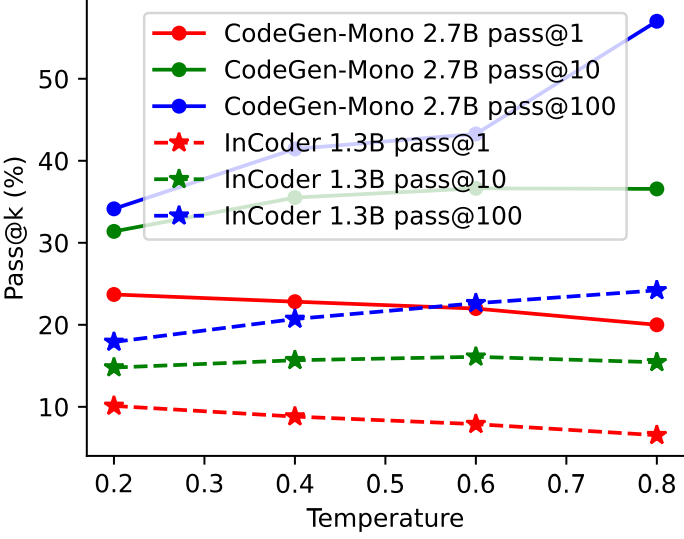 CodeGen-Mono 2.7B pass@1
CodeGen-Mono 2.7B pass@10
CodeGen-Mono 2.7B pass@100
InCoder 1.3B pass@1
InCoder 1.3B pass@10
InCoder 1.3B pass@100
Pass@k (%)
50
40
30
20
10
0.2 0.3 0.4 0.5 0.6 0.7 0.8
Temperature